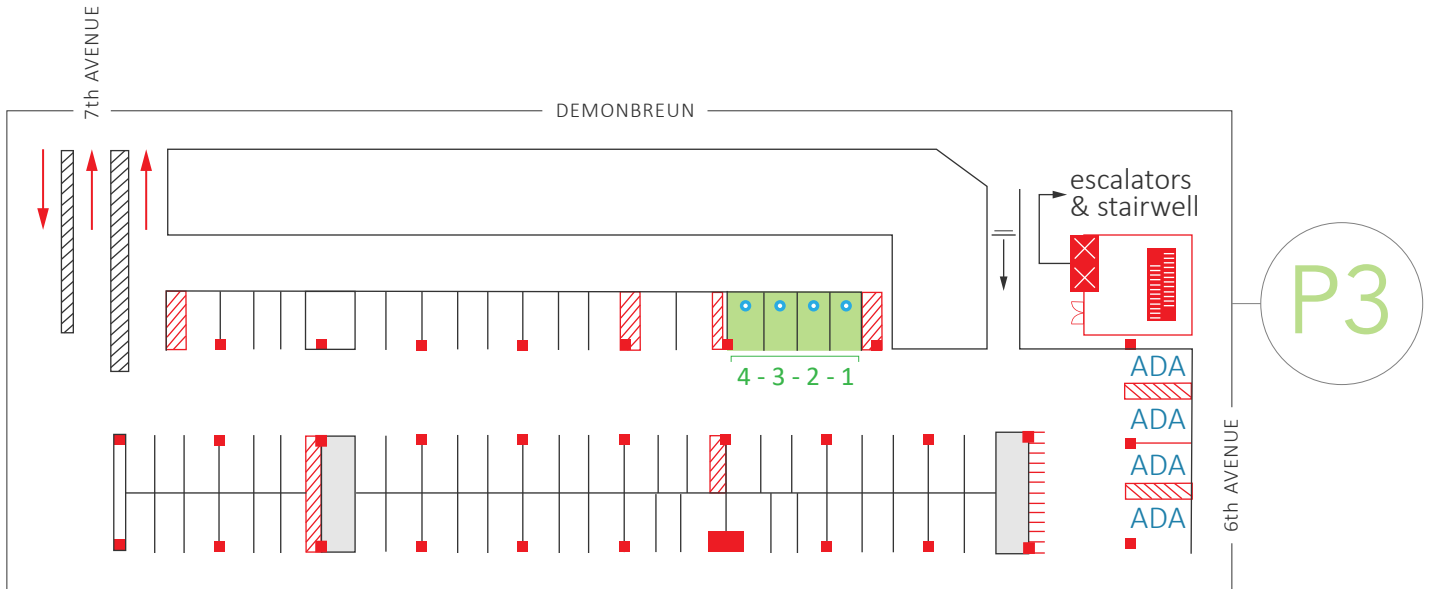 7th AVENUE
DEMONBREUN
escalators
& stairwell
P3
4 - 3 - 2 - 1
ADA
ADA
ADA
ADA
6th AVENUE